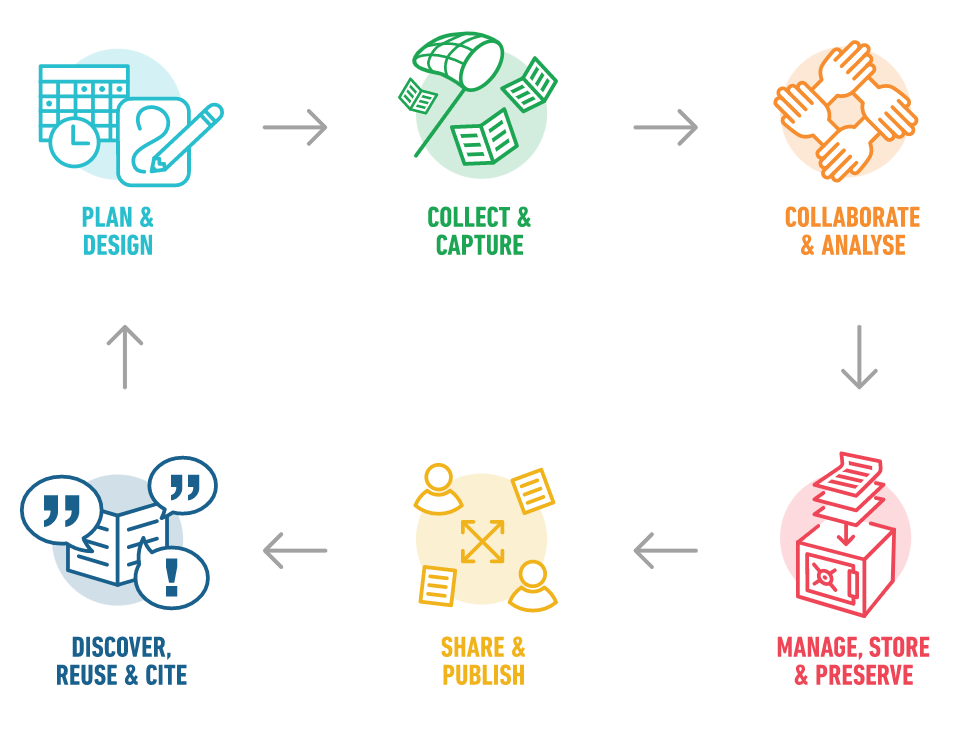 PLAN &
DESIGN
COLLECT &
CAPTURE
COLLABORATE
& ANALYSE
DISCOVER,
REUSE & CITE
SHARE &
PUBLISH
MANAGE, STORE
& PRESERVE